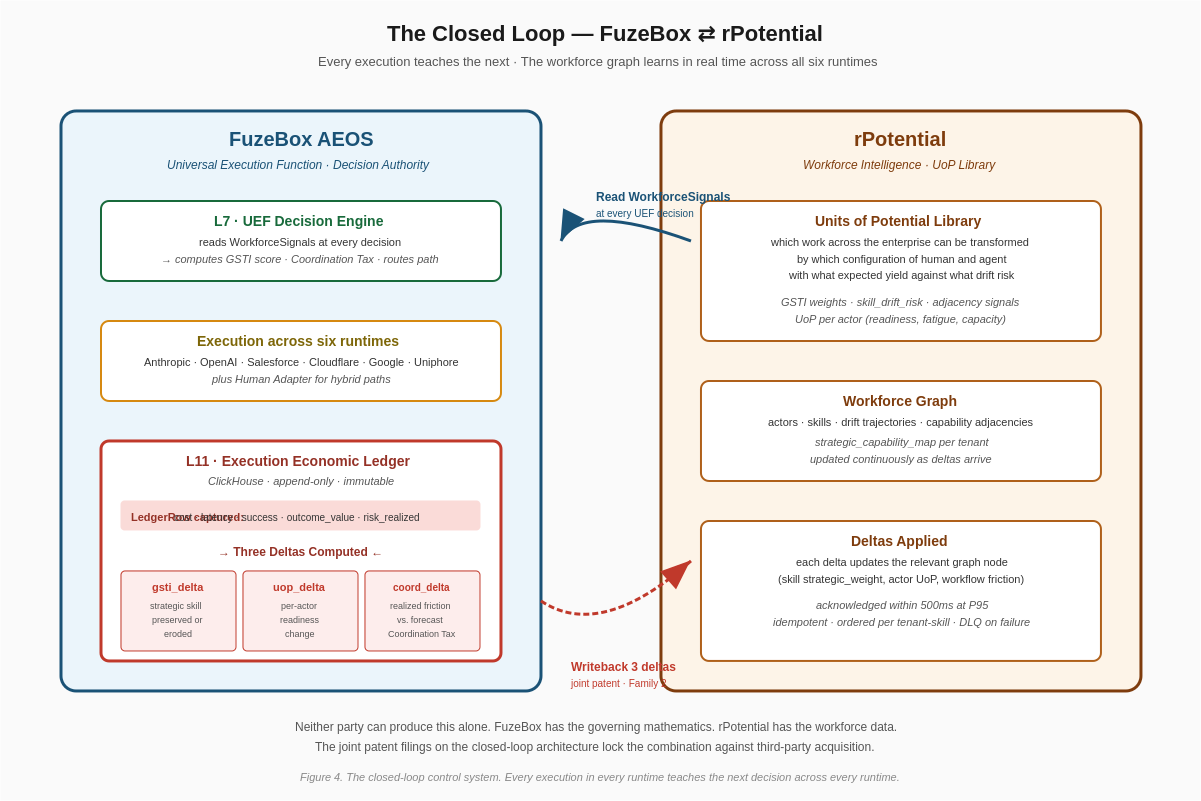 The Closed Loop — FuzeBox ⇄ rPotential
Every execution teaches the next · The workforce graph learns in real time across all six runtimes
FuzeBox AEOS
Universal Execution Function · Decision Authority
L7 · UEF Decision Engine
reads WorkforceSignals at every decision
→ computes GSTI score · Coordination Tax · routes path
Execution across six runtimes
Anthropic · OpenAI · Salesforce · Cloudflare · Google · Uniphore
plus Human Adapter for hybrid paths
L11 · Execution Economic Ledger
ClickHouse · append-only · immutable
LedgerRow captured:
cost · latency · success · outcome_value · risk_realized
→ Three Deltas Computed ←
gsti_delta
strategic skill
preserved or
eroded
uop_delta
per-actor
readiness
change
coord_delta
realized friction
vs. forecast
Coordination Tax
Read WorkforceSignals
at every UEF decision
Writeback 3 deltas
joint patent · Family 2
rPotential
Workforce Intelligence · UoP Library
Units of Potential Library
which work across the enterprise can be transformed
by which configuration of human and agent
with what expected yield against what drift risk
GSTI weights · skill_drift_risk · adjacency signals
UoP per actor (readiness, fatigue, capacity)
Workforce Graph
actors · skills · drift trajectories · capability adjacencies
strategic_capability_map per tenant
updated continuously as deltas arrive
Deltas Applied
each delta updates the relevant graph node
(skill strategic_weight, actor UoP, workflow friction)
acknowledged within 500ms at P95
idempotent · ordered per tenant-skill · DLQ on failure
Neither party can produce this alone. FuzeBox has the governing mathematics. rPotential has the workforce data.
The joint patent filings on the closed-loop architecture lock the combination against third-party acquisition.
Figure 4. The closed-loop control system. Every execution in every runtime teaches the next decision across every runtime.